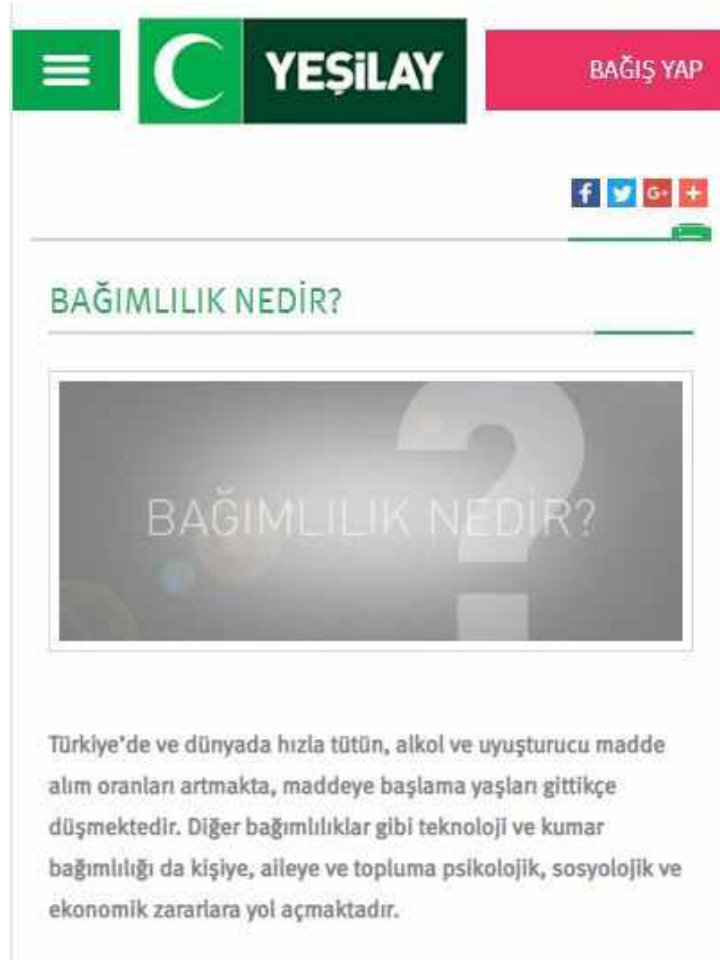 YEŞİLAY
BAĞIŞ YAP
f G+ +
BAĞIMLILIK NEDİR?
BAĞIMLILIK NEDİR?
Türkiye'de ve dünyada hızla tütün, alkol ve uyuşturucu madde
alım oranları artmakta, maddeye başlama yaşları gittikçe
düşmektedir. Diğer bağımlılıklar gibi teknoloji ve kumar
bağımlılığı da kişiye, aileye ve topluma psikolojik, sosyolojik ve
ekonomik zararlara yol açmaktadır.